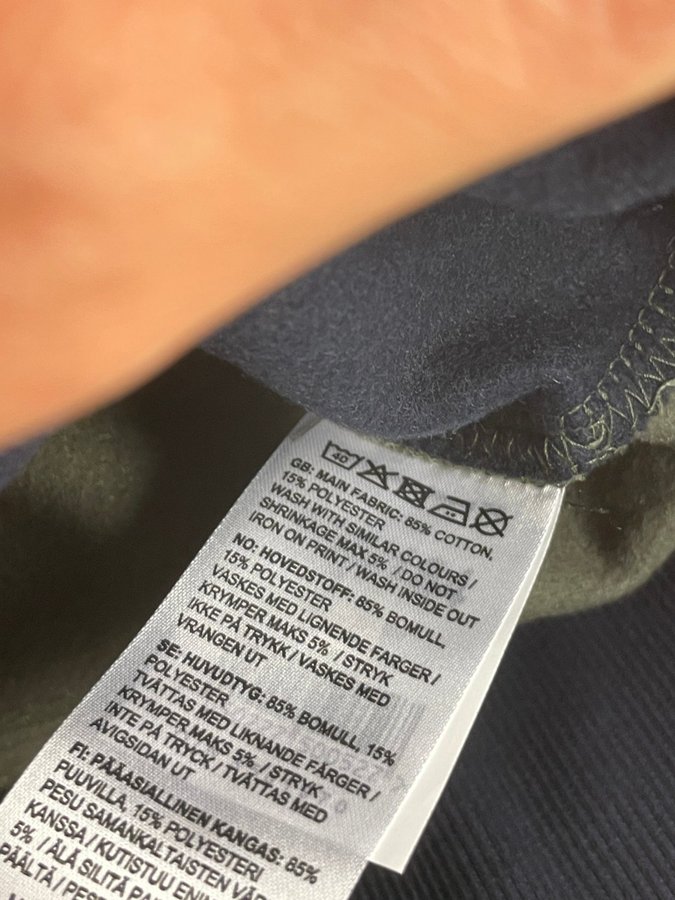 40
GB: MAIN FABRIC: 85% COTTON,
15% POLYESTER
WASH WITH SIMILAR COLOURS /
SHRINKAGE MAX 5% / DO NOT
IRON ON PRINT / WASH INSIDE OUT
NO: HOVEDSTOFF: 85% BOMULL,
15% POLYESTER
VASKES MED LIGNENDE FARGER /
KRYMPER MAKS 5% / STRYK
IKKE PÅ TRYKK / VASKES MED
VRANGEN UT
SE: HUVUDTYG: 85% BOMULL, 15%
POLYESTER
TVÄTTAS MED LIKNANDE FÄRGER /
KRYMPER MAKS 5% / STRYK
INTE PÅ TRYCK / TVÄTTAS MED
AVIGSIDAN UT
FI: PÄÄASIALLINEN KANGAS: 85%
PUUVILLA, 15% POLYESTERI
PESU SAMANKALTAISTEN
KANSSA / KUTISTUU
5% / ÄLÄ SILITÄ
PÄÄLTÄ /